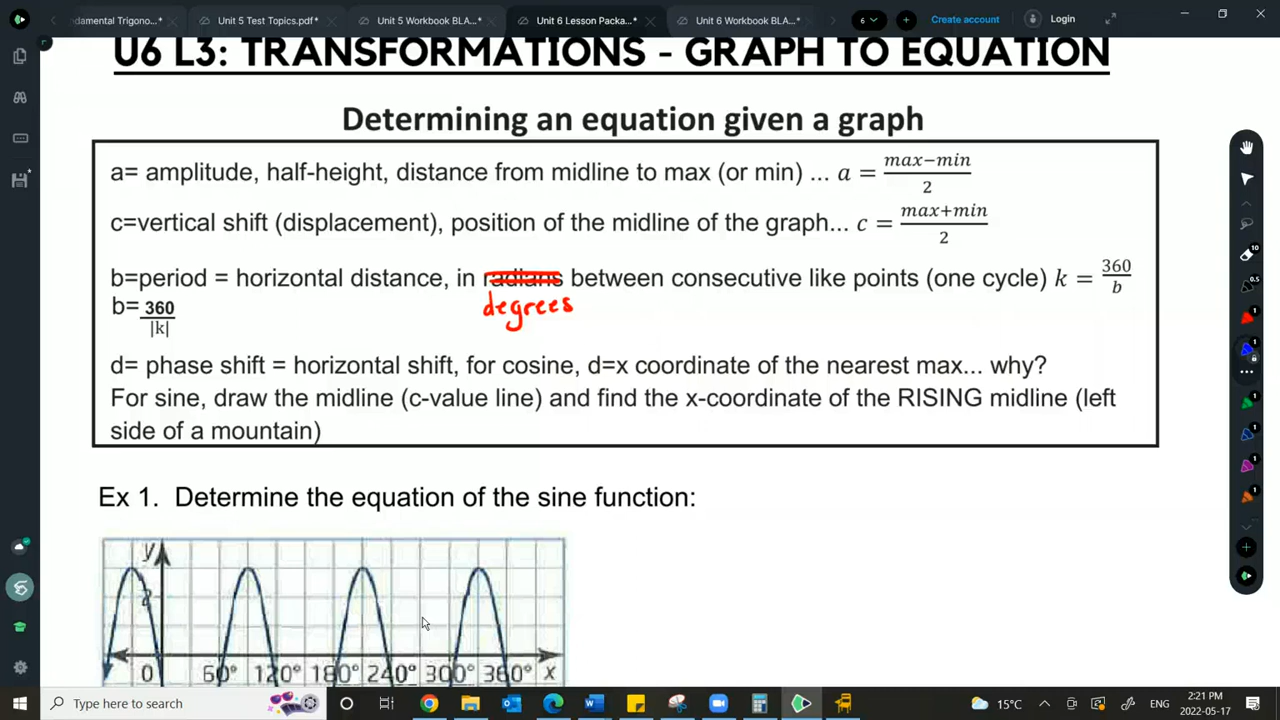 ndamental Trigono...* Unit 5 Test Topics.pdf* Unit 5 Workbook BLA...* Unit 6 Lesson Packa...* Unit 6 Workbook BL... 6 Create account Login
U6 L3: TRANSFORMATIONS - GRAPH TO EQUATION
Determining an equation given a graph
a= amplitude, half-height, distance from midline to max (or min) ... a = max−min / 2
c=vertical shift (displacement), position of the midline of the graph... c = max+min / 2
b=period = horizontal distance, in radians between consecutive like points (one cycle) k = 360 / b
b= 360 / |k|
degrees
d= phase shift = horizontal shift, for cosine, d=x coordinate of the nearest max... why?
For sine, draw the midline (c-value line) and find the x-coordinate of the RISING midline (left
side of a mountain)
Ex 1. Determine the equation of the sine function:
y
2
0 60° 120° 180° 240° 300° 360° x
Type here to search
15°C ENG 2:21 PM
2022-05-17